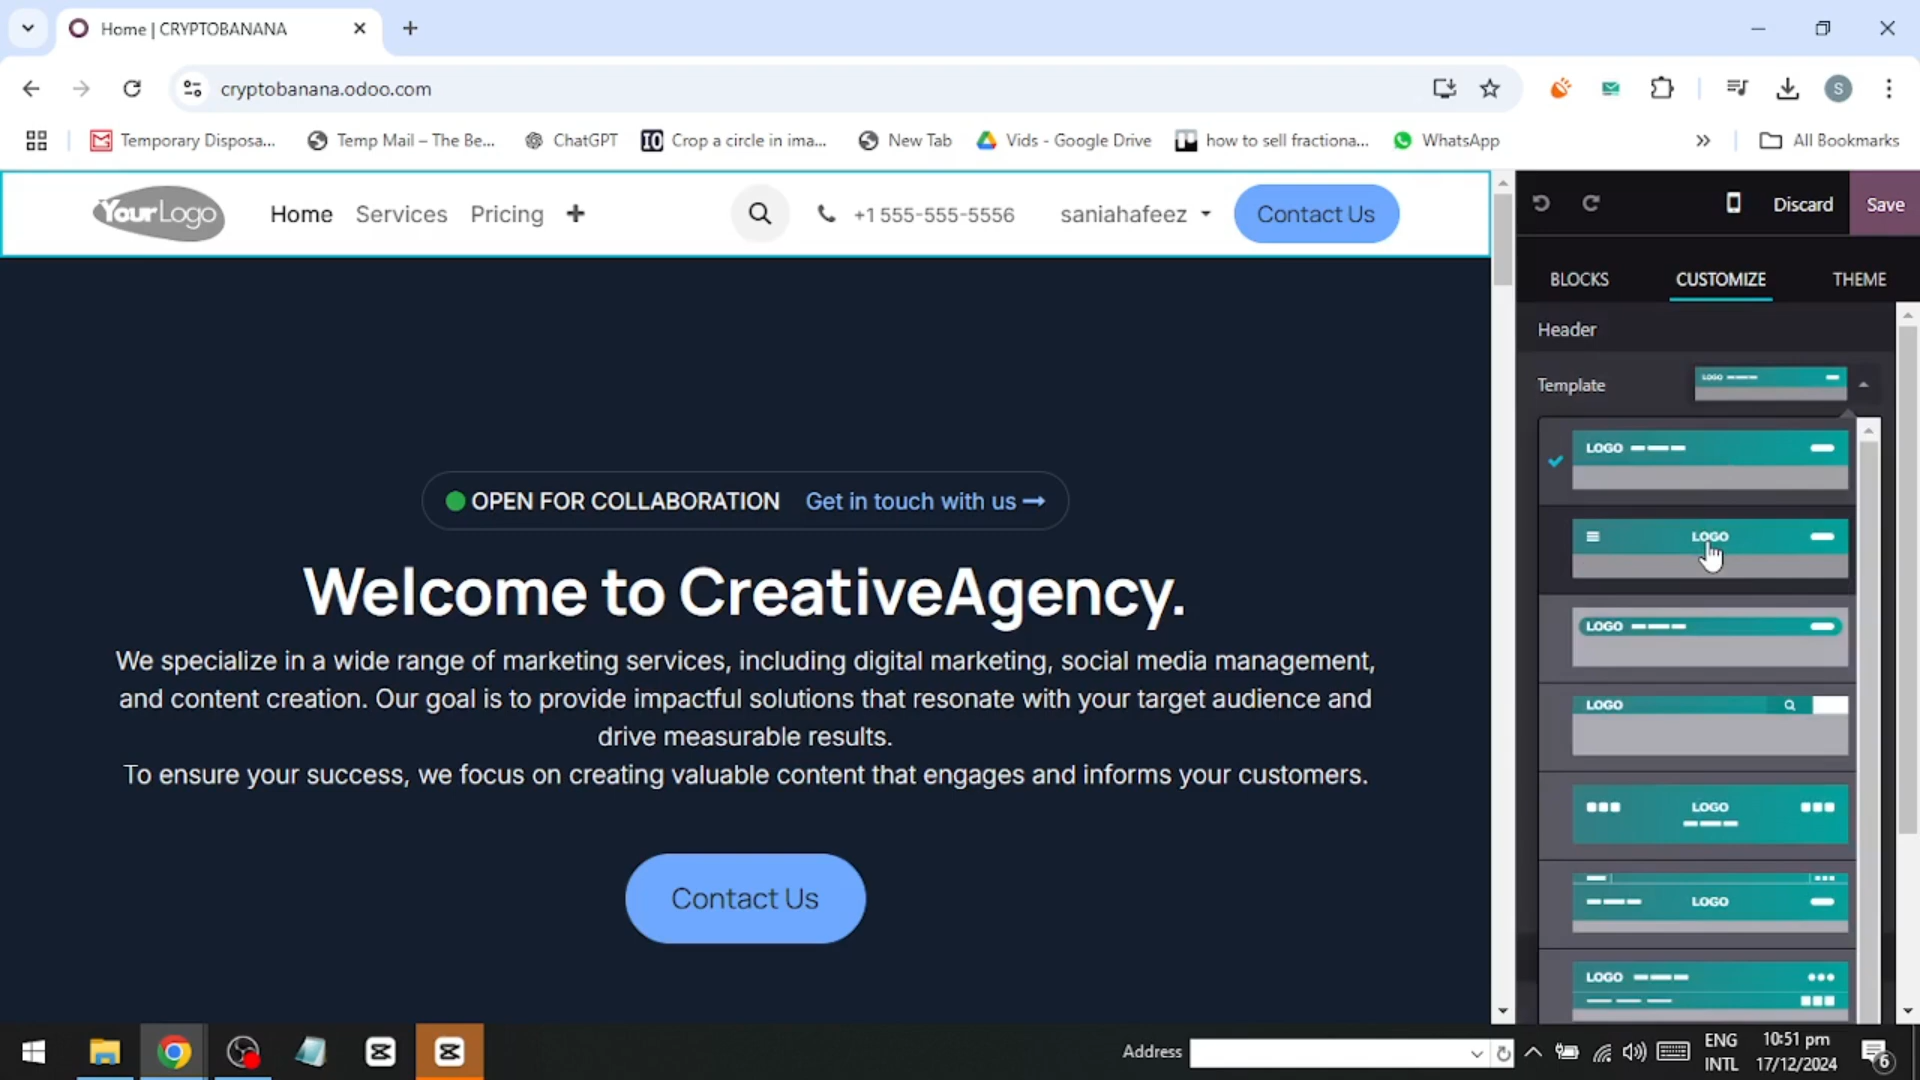 Home | CRYPTOBANANA
cryptobanana.odoo.com
S
Temporary Disposa...
Temp Mail – The Be...
ChatGPT
IO Crop a circle in ima...
New Tab
Vids - Google Drive
how to sell fractiona...
WhatsApp
All Bookmarks
YourLogo
Home
Services
Pricing
+1 555-555-5556
saniahafeez
Contact Us
Discard
Save
BLOCKS
CUSTOMIZE
THEME
Header
Template
LOGO
LOGO
LOGO
LOGO
LOGO
LOGO
LOGO
LOGO
OPEN FOR COLLABORATION
Get in touch with us
Welcome to CreativeAgency.
We specialize in a wide range of marketing services, including digital marketing, social media management,
and content creation. Our goal is to provide impactful solutions that resonate with your target audience and
drive measurable results.
To ensure your success, we focus on creating valuable content that engages and informs your customers.
Contact Us
Address
ENG
INTL
10:51 pm
17/12/2024
6